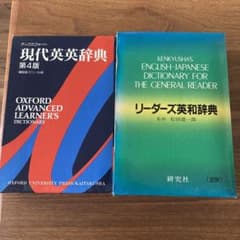 オックスフォード
現代英英辞典
第4版
OXFORD
ADVANCED
LEARNER'S
DICTIONARY
OXFORD UNIVERSITY PRESS KAITAKUSHA
KENKYUSHA'S
ENGLISH-JAPANESE
DICTIONARY FOR
THE GENERAL READER
リーダーズ英和辞典
研究社